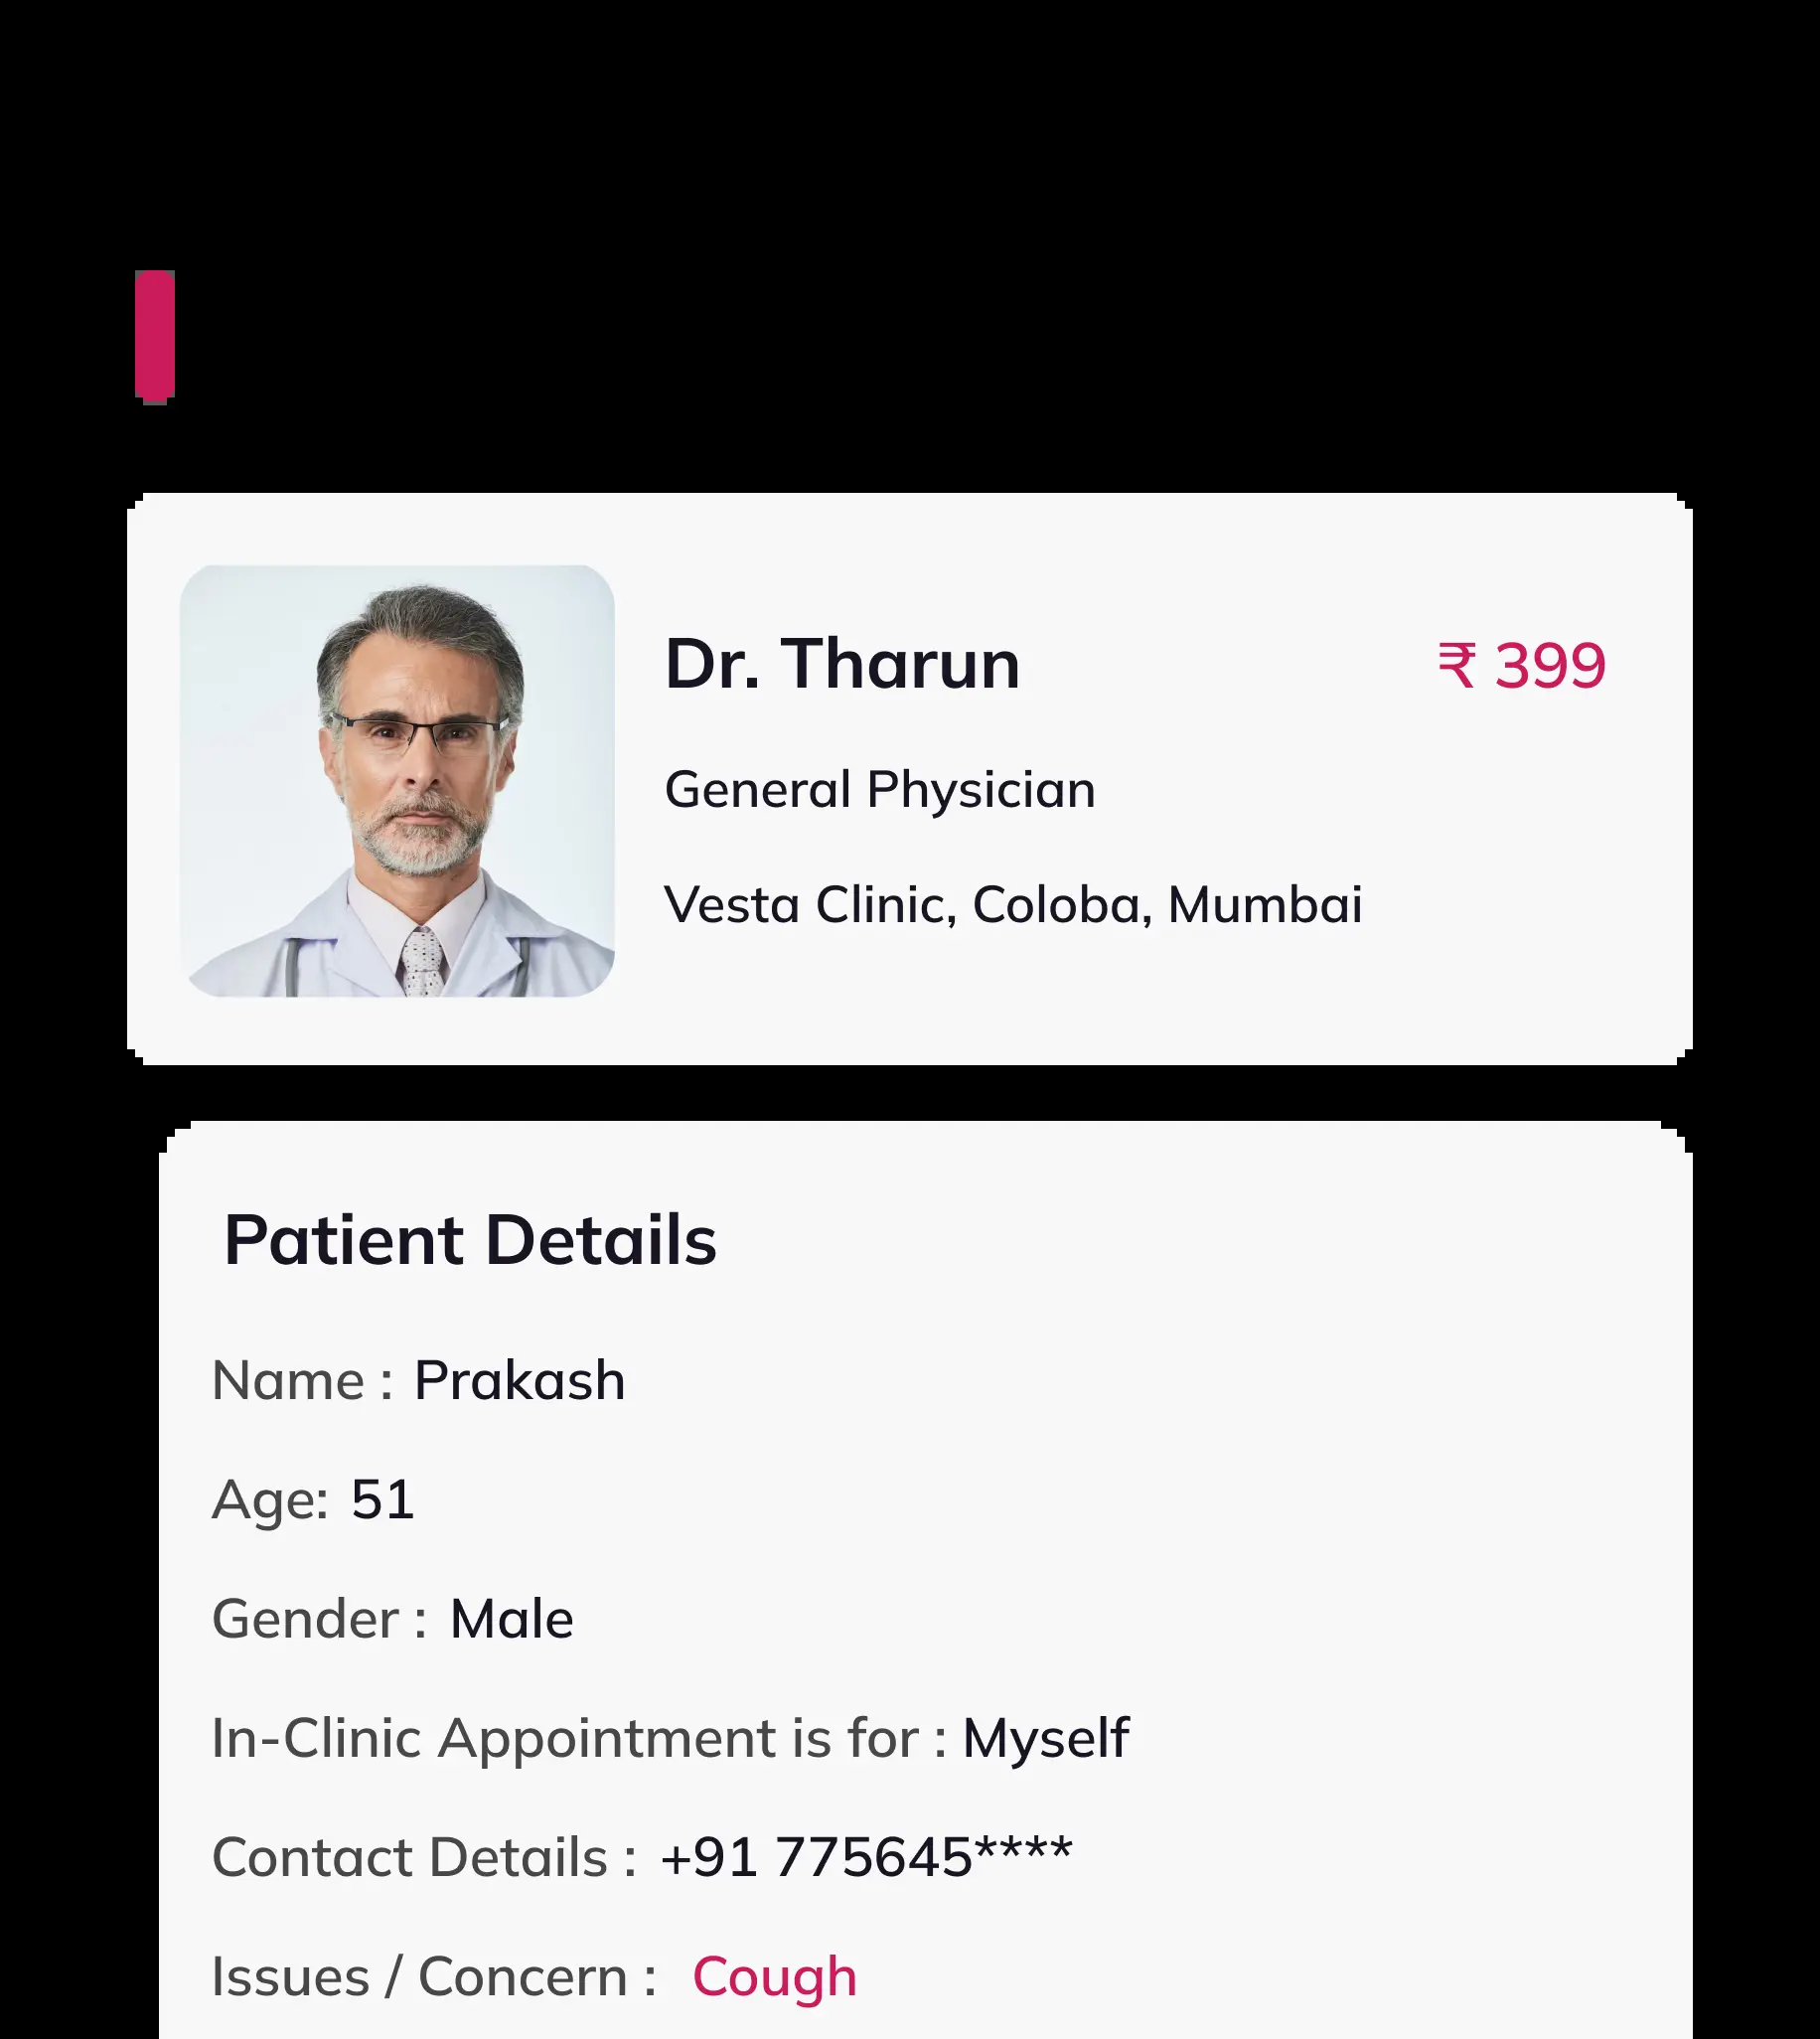 Dr. Tharun
₹ 399
General Physician
Vesta Clinic, Coloba, Mumbai
Patient Details
Name : Prakash
Age: 51
Gender : Male
In-Clinic Appointment is for : Myself
Contact Details : +91 775645****
Issues / Concern : Cough